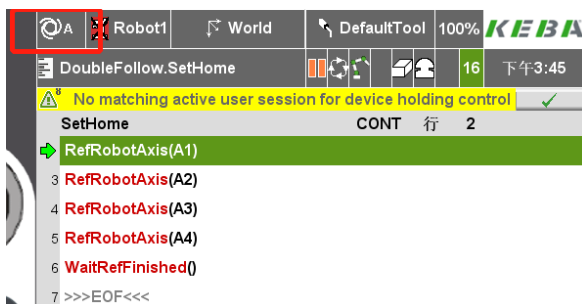 A Robot1 World DefaultTool 100% KEBA
DoubleFollow.SetHome 16 下午3:45
8 No matching active user session for device holding control
SetHome CONT 行 2
RefRobotAxis(A1)
3 RefRobotAxis(A2)
4 RefRobotAxis(A3)
5 RefRobotAxis(A4)
6 WaitRefFinished()
7 >>>EOF<<<